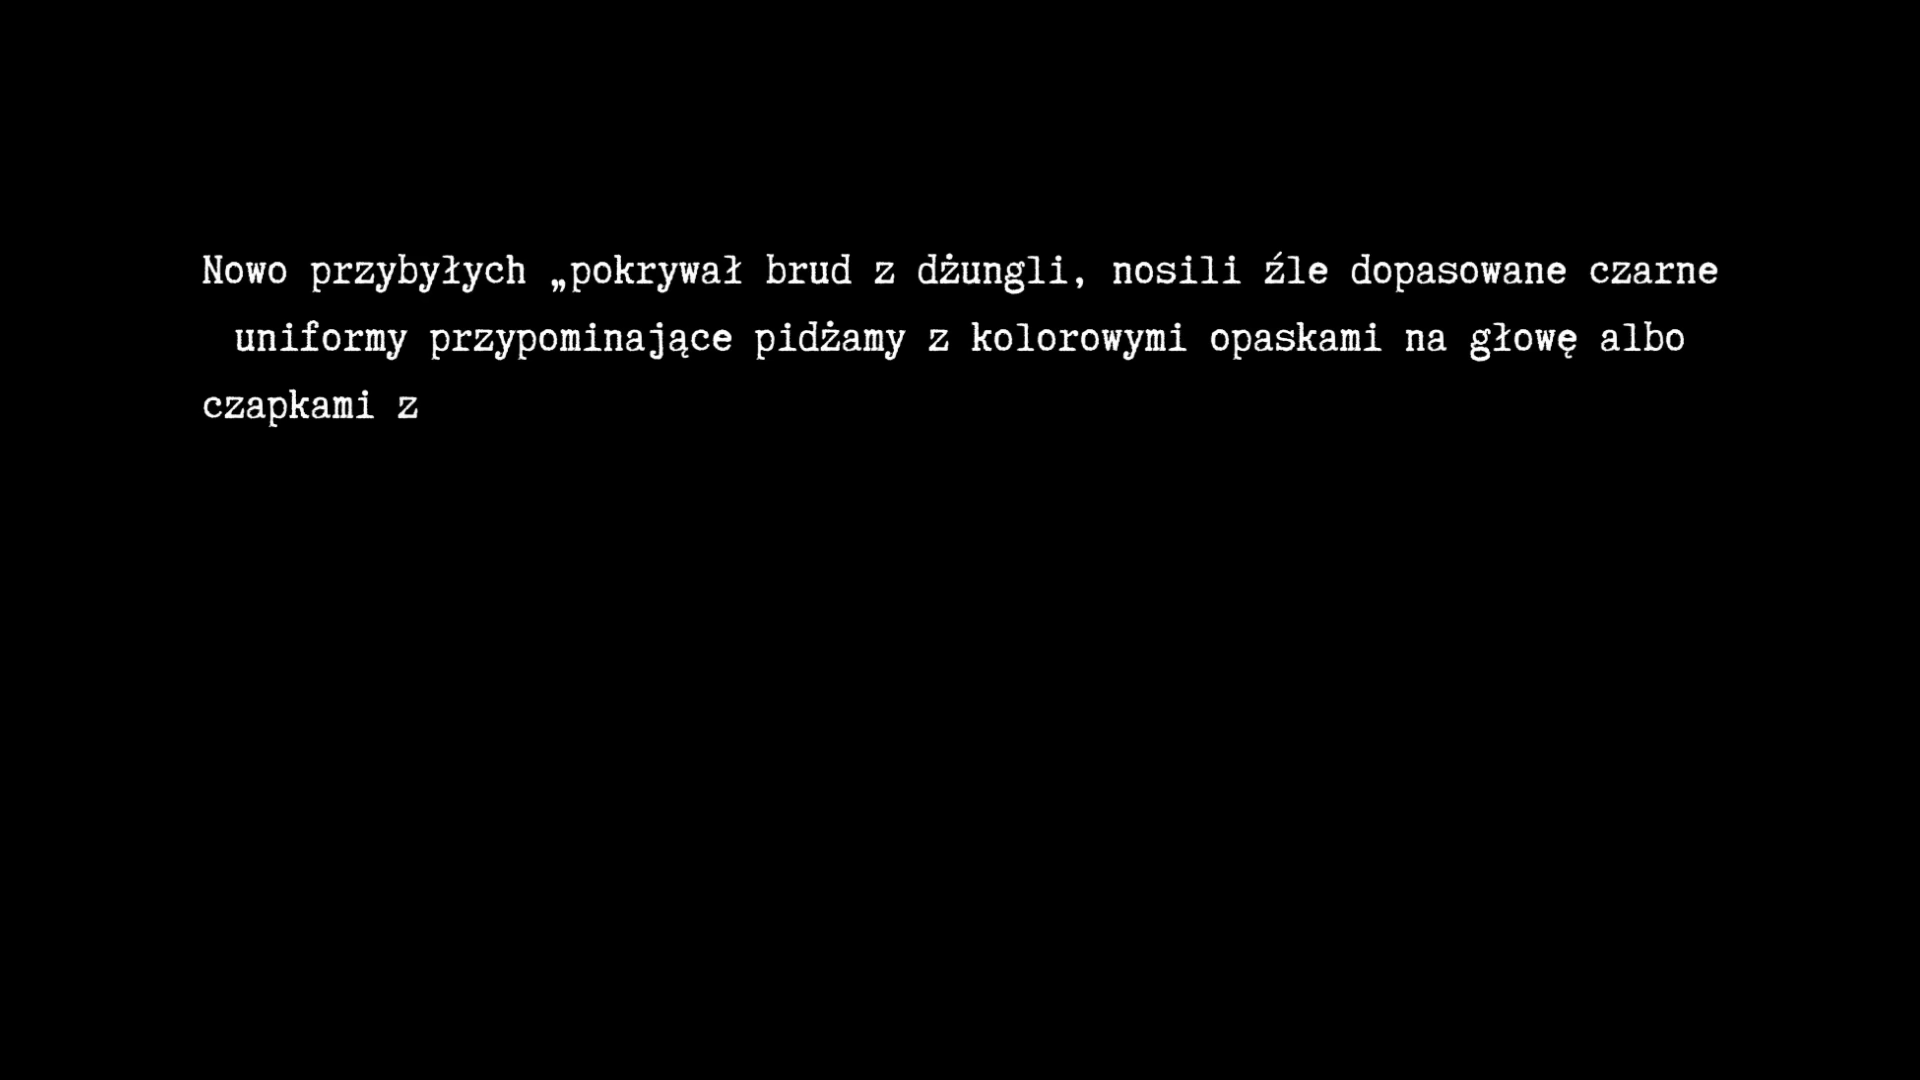 Nowo przybyłych „pokrywał brud z dżungli, nosili źle dopasowane czarne
uniformy przypominające pidżamy z kolorowymi opaskami na głowę albo
czapkami z